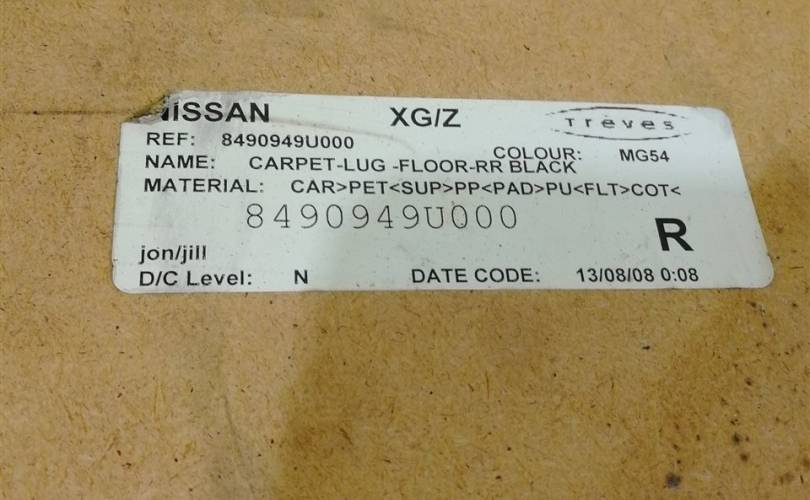 NISSAN XG/Z Treves
REF: 8490949U000
COLOUR: MG54
NAME: CARPET-LUG -FLOOR-RR BLACK
MATERIAL: CAR>PET<SUP>PP<PAD>PU<FLT>COT<
8490949U000
R
jon/jill
D/C Level: N DATE CODE: 13/08/08 0:08